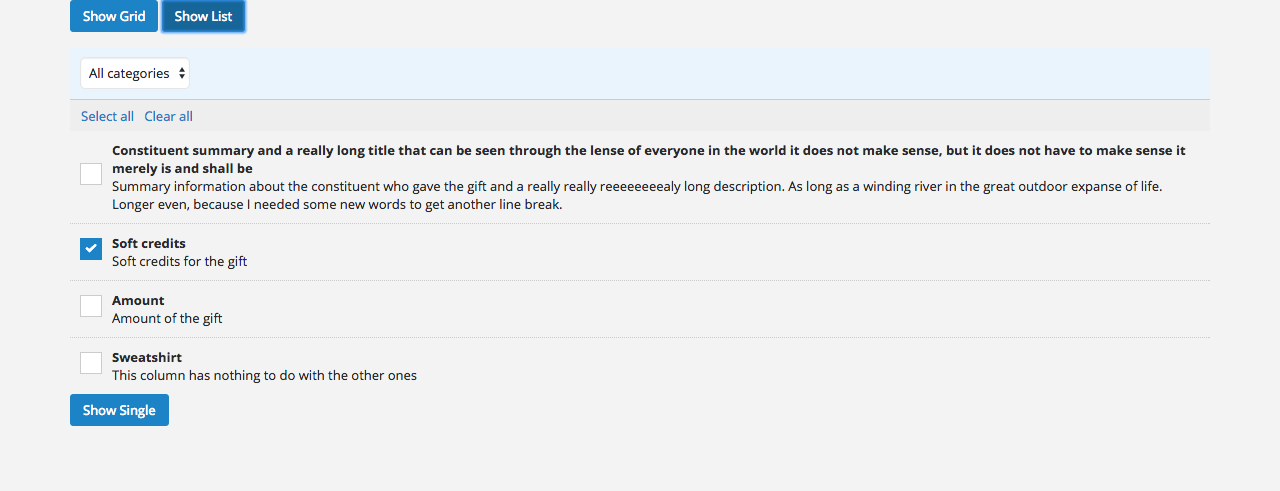 Show Grid Show List
All categories
Select all Clear all
Constituent summary and a really long title that can be seen through the lense of everyone in the world it does not make sense, but it does not have to make sense it
merely is and shall be
Summary information about the constituent who gave the gift and a really really reeeeeeeealy long description. As long as a winding river in the great outdoor expanse of life.
Longer even, because I needed some new words to get another line break.
Soft credits
Soft credits for the gift
Amount
Amount of the gift
Sweatshirt
This column has nothing to do with the other ones
Show Single